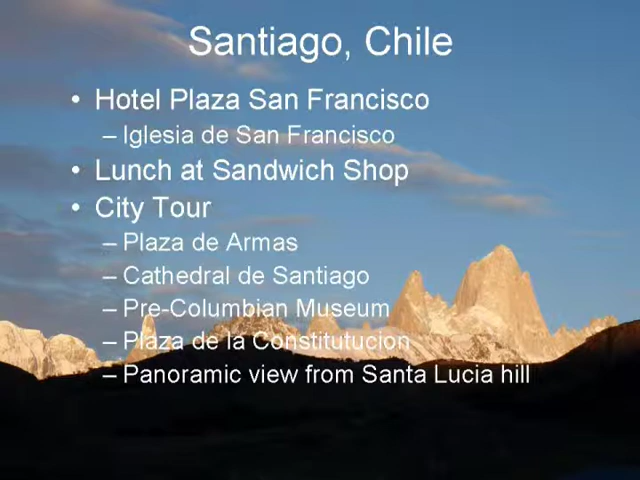 Santiago, Chile
• Hotel Plaza San Francisco
– Iglesia de San Francisco
• Lunch at Sandwich Shop
• City Tour
– Plaza de Armas
– Cathedral de Santiago
– Pre-Columbian Museum
– Plaza de la Constitutucion
– Panoramic view from Santa Lucia hill